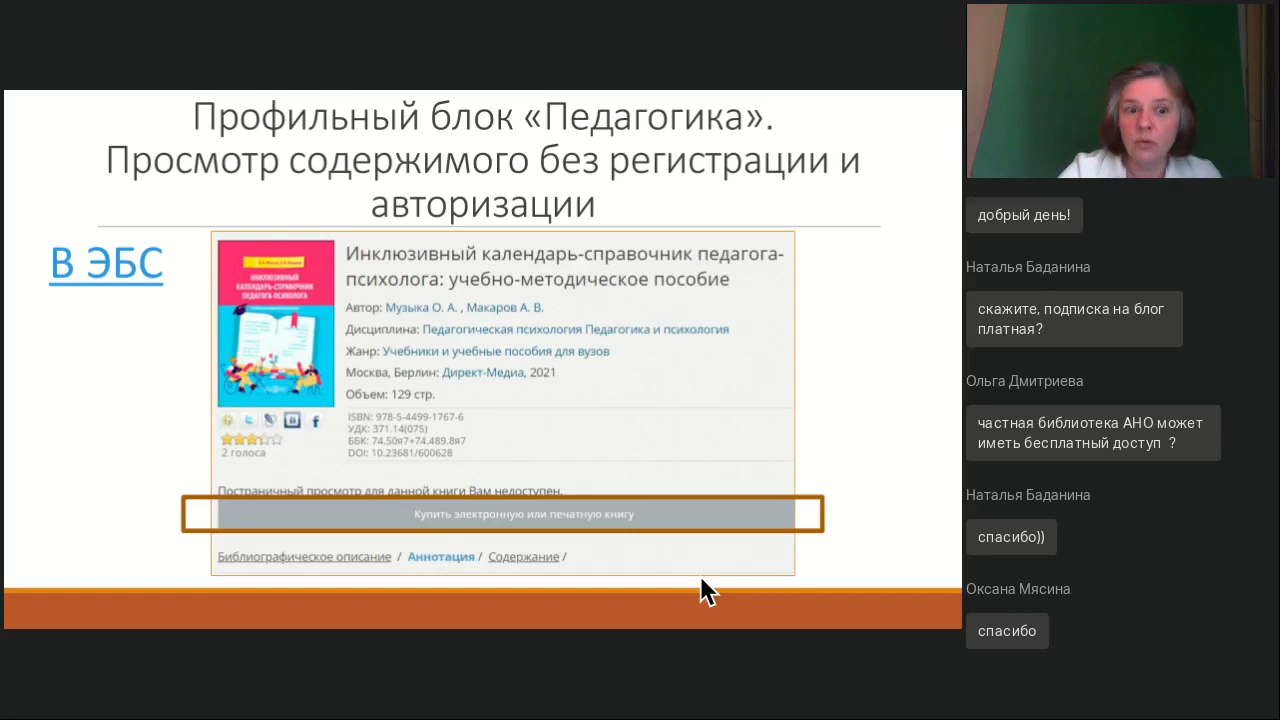 Профильный блок «Педагогика».
Просмотр содержимого без регистрации и
авторизации
В ЭБС
ИНКЛЮЗИВНЫЙ
КАЛЕНДАРЬ-СПРАВОЧНИК
ПЕДАГОГА-ПСИХОЛОГА
Инклюзивный календарь-справочник педагога-
психолога: учебно-методическое пособие
Автор: Музыка О. А. , Макаров А. В.
Дисциплина: Педагогическая психология Педагогика и психология
Жанр: Учебники и учебные пособия для вузов
Москва, Берлин: Директ-Медиа, 2021
Объем: 129 стр.
ISBN: 978-5-4499-1767-6
УДК: 371.14(075)
ББК: 74.50я7+74.489.8я7
DOI: 10.23681/600628
2 голоса
Постраничный просмотр для данной книги Вам недоступен.
Купить электронную или печатную книгу
Библиографическое описание / Аннотация / Содержание /
добрый день!
Наталья Баданина
скажите, подписка на блог
платная?
Ольга Дмитриева
частная библиотека АНО может
иметь бесплатный доступ ?
Наталья Баданина
спасибо))
Оксана Мясина
спасибо